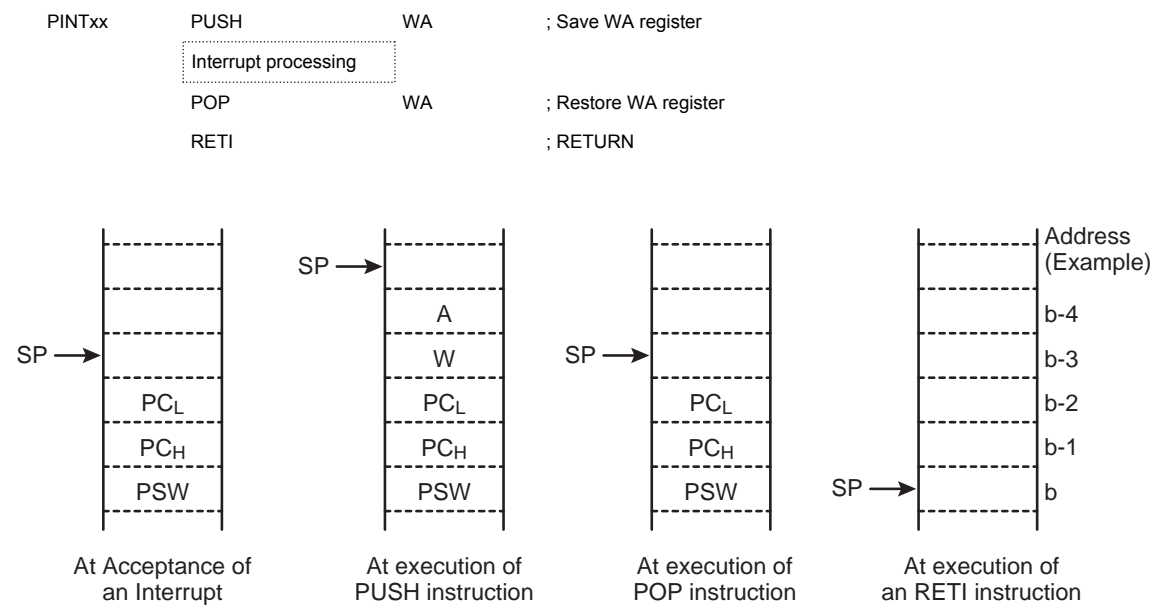 PINTxx PUSH WA ; Save WA register
Interrupt processing
POP WA ; Restore WA register
RETI ; RETURN
SP
PCL
PCH
PSW
At Acceptance of
an Interrupt
SP
A
W
PCL
PCH
PSW
At execution of
PUSH instruction
SP
PCL
PCH
PSW
At execution of
POP instruction
SP
Address
(Example)
b-4
b-3
b-2
b-1
b
At execution of
an RETI instruction